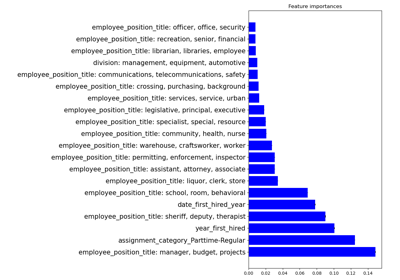 Feature importances
employee_position_title: officer, office, security
employee_position_title: recreation, senior, financial
employee_position_title: librarian, libraries, employee
division: management, equipment, automotive
employee_position_title: communications, telecommunications, safety
employee_position_title: crossing, purchasing, background
employee_position_title: services, service, urban
employee_position_title: legislative, principal, executive
employee_position_title: specialist, special, resource
employee_position_title: community, health, nurse
employee_position_title: warehouse, craftsworker, worker
employee_position_title: permitting, enforcement, inspector
employee_position_title: assistant, attorney, associate
employee_position_title: liquor, clerk, store
employee_position_title: school, room, behavioral
date_first_hired_year
employee_position_title: sheriff, deputy, therapist
year_first_hired
assignment_category_Parttime-Regular
employee_position_title: manager, budget, projects
0.00 0.02 0.04 0.06 0.08 0.10 0.12 0.14